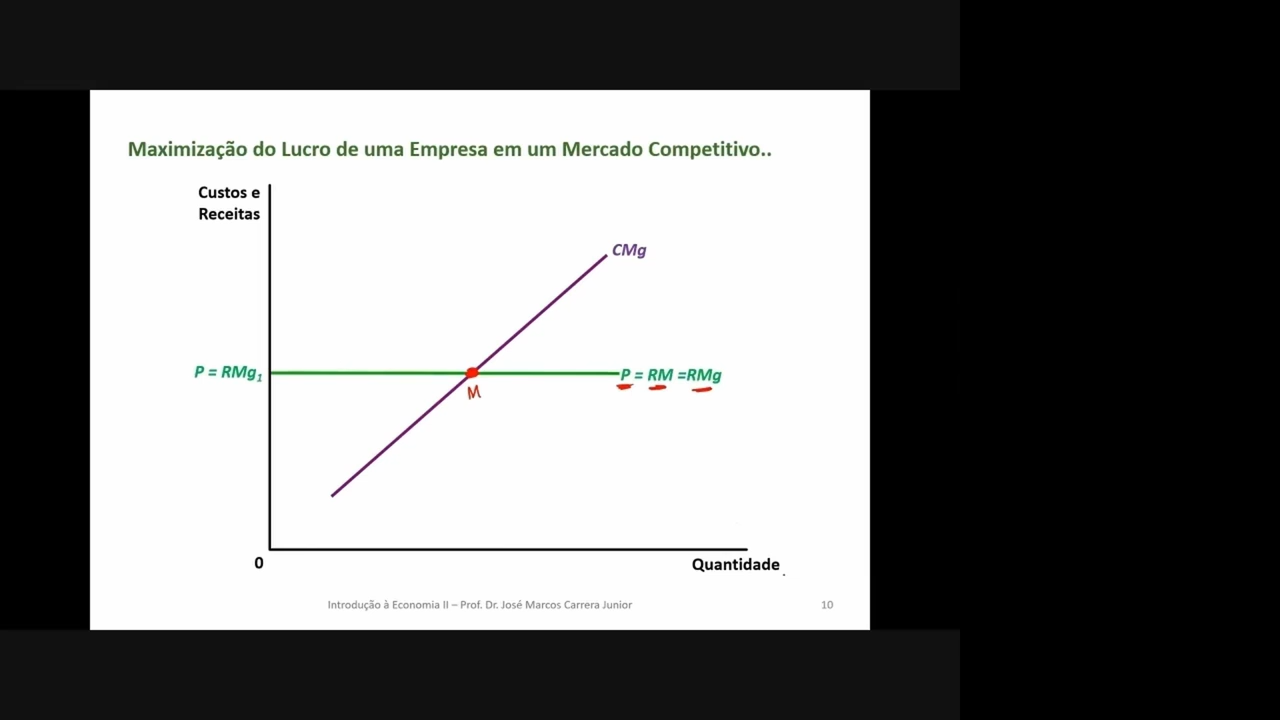 Maximização do Lucro de uma Empresa em um Mercado Competitivo..
Custos e
Receitas
CMg
P = RMg₁
P = RM =RMg
M
0
Quantidade
Introdução à Economia II – Prof. Dr. José Marcos Carrera Junior
10